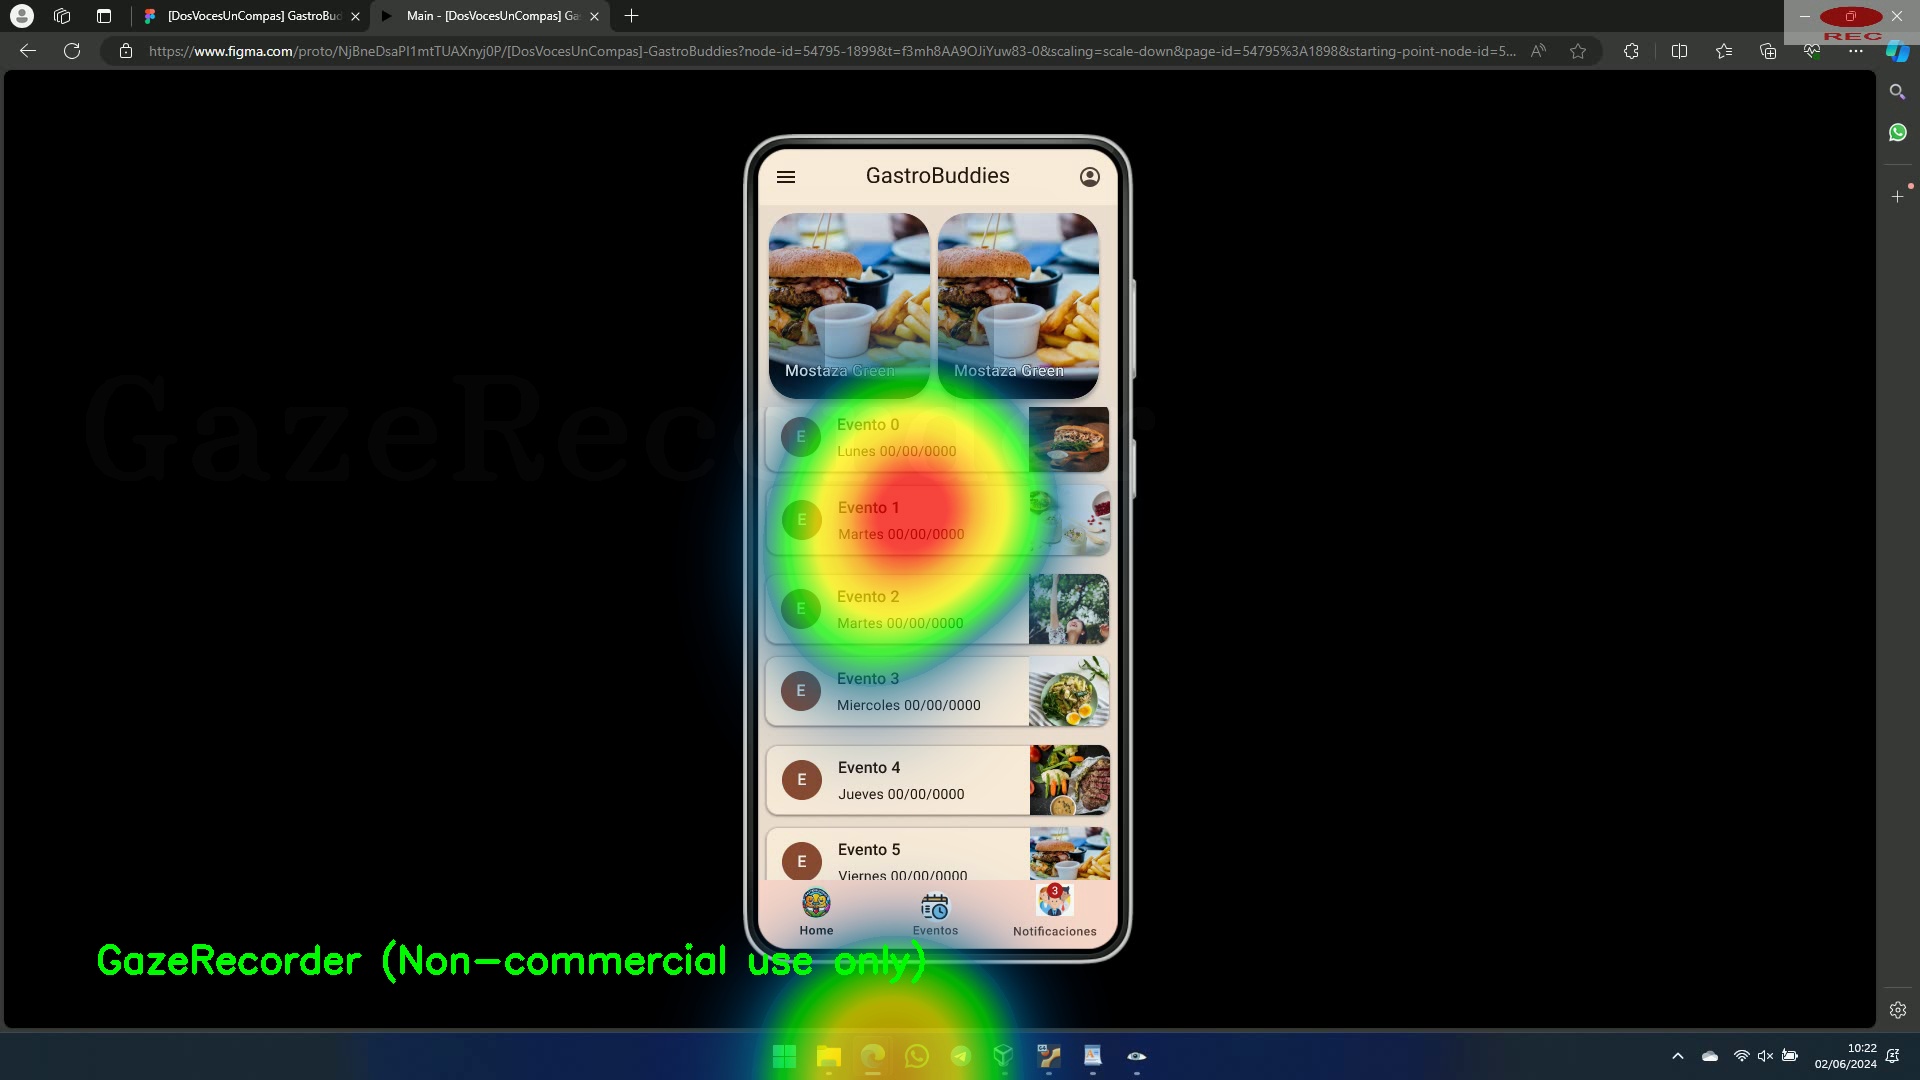 [DosVocesUnCompas] GastroBud
Main - [DosVocesUnCompas] Ga
REC
https://www.figma.com/proto/NjBneDsaPI1mtTUAXnyj0P/[DosVocesUnCompas]-GastroBuddies?node-id=54795-1899&t=f3mh8AA9OJiYuw83-0&scaling=scale-down&page-id=54795%3A1898&starting-point-node-id=5...
GastroBuddies
Mostaza Green
Mostaza Green
GazeRecorder
E
Evento 0
Lunes 00/00/0000
E
Evento 1
Martes 00/00/0000
E
Evento 2
Martes 00/00/0000
E
Evento 3
Miercoles 00/00/0000
E
Evento 4
Jueves 00/00/0000
E
Evento 5
Viernes 00/00/0000
3
Home
Eventos
Notificaciones
GazeRecorder (Non-commercial use only)
10:22
02/06/2024